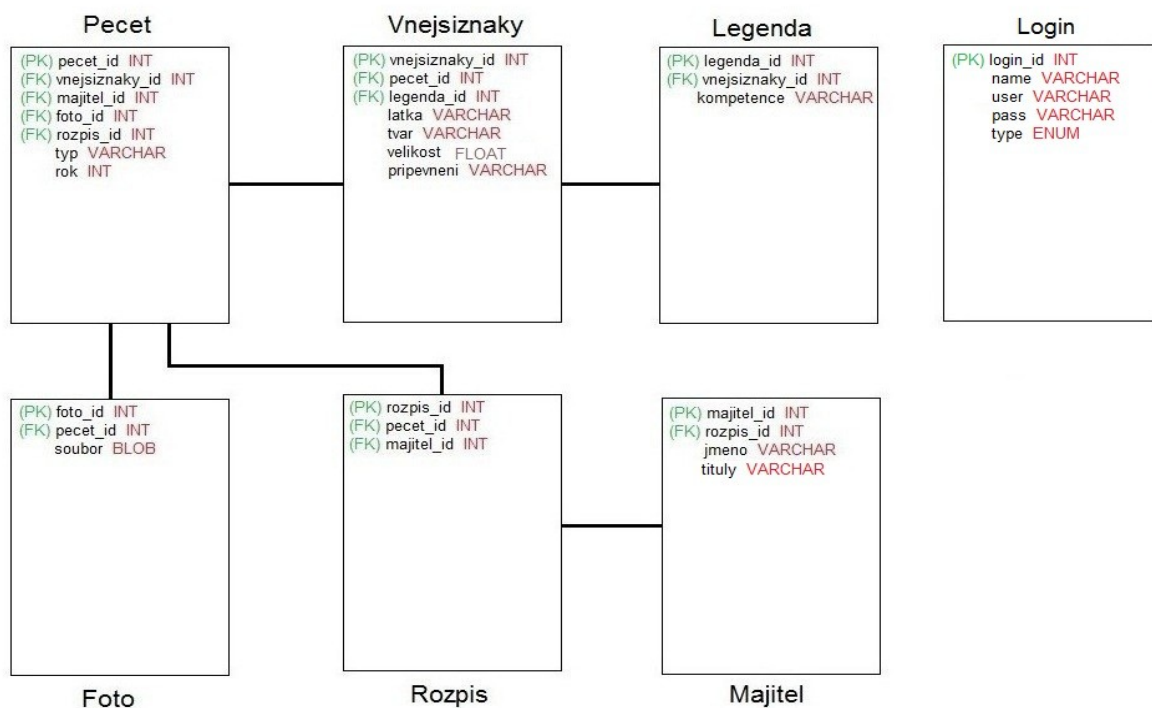 Pecet
(PK) pecet_id INT
(FK) vnejsiznaky_id INT
(FK) majitel_id INT
(FK) foto_id INT
(FK) rozpis_id INT
typ VARCHAR
rok INT
Vnejsiznaky
(PK) vnejsiznaky_id INT
(FK) pecet_id INT
(FK) legenda_id INT
latka VARCHAR
tvar VARCHAR
velikost FLOAT
pripevneni VARCHAR
Legenda
(PK) legenda_id INT
(FK) vnejsiznaky_id INT
kompetence VARCHAR
Login
(PK) login_id INT
name VARCHAR
user VARCHAR
pass VARCHAR
type ENUM
(PK) foto_id INT
(FK) pecet_id INT
soubor BLOB
Foto
(PK) rozpis_id INT
(FK) pecet_id INT
(FK) majitel_id INT
Rozpis
(PK) majitel_id INT
(FK) rozpis_id INT
jmeno VARCHAR
tituly VARCHAR
Majitel